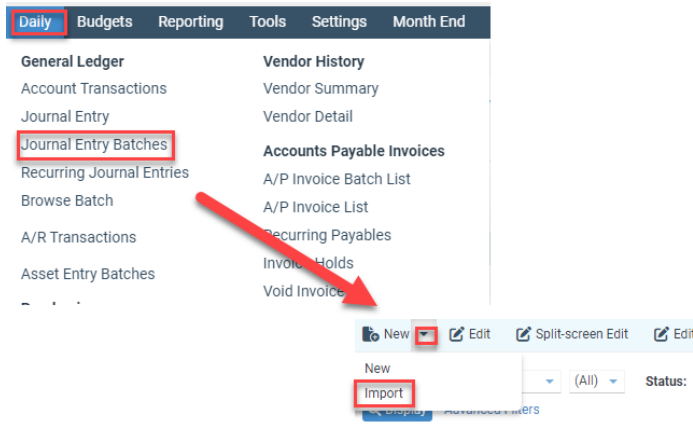 Daily Budgets Reporting Tools Settings Month End
General Ledger
Account Transactions
Journal Entry
Journal Entry Batches
Recurring Journal Entries
Browse Batch
A/R Transactions
Asset Entry Batches
Vendor History
Vendor Summary
Vendor Detail
Accounts Payable Invoices
A/P Invoice Batch List
A/P Invoice List
Recurring Payables
Invoice Holds
Void Invoice
New Edit Split-screen Edit Edit
New
Import
(All) Status:
Display Advanced Filters